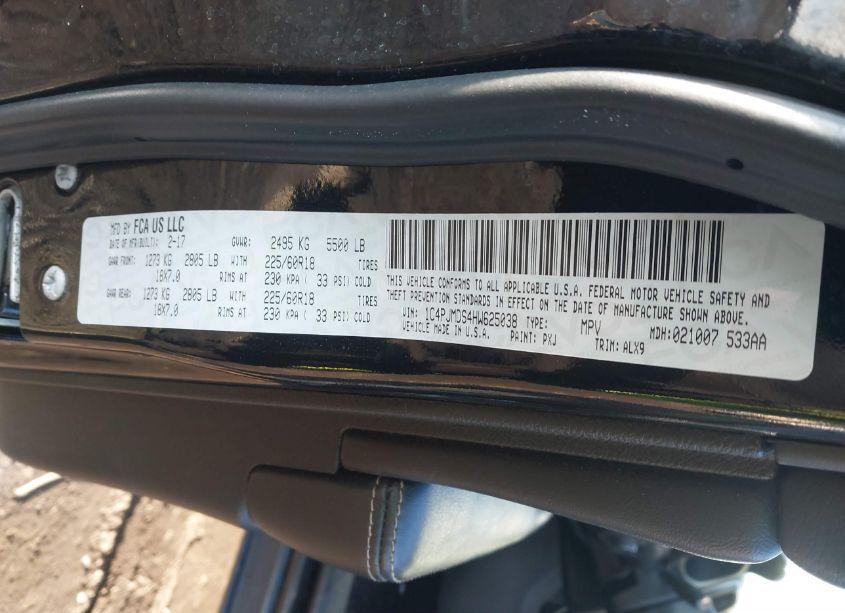 MFD BY FCA US LLC
DATE OF MFR(BUILT): 2-17 GVWR: 2495 KG 5500 LB
GAWR FRONT: 1273 KG 2805 LB WITH 225/60R18 TIRES
18X7.0 RIMS AT 230 KPA ( 33 PSI) COLD
GAWR REAR: 1273 KG 2805 LB WITH 225/60R18 TIRES
18X7.0 RIMS AT 230 KPA ( 33 PSI) COLD
THIS VEHICLE CONFORMS TO ALL APPLICABLE U.S.A. FEDERAL MOTOR VEHICLE SAFETY AND
THEFT PREVENTION STANDARDS IN EFFECT ON THE DATE OF MANUFACTURE SHOWN ABOVE.
VIN: 1C4PJMDS4HW625038 TYPE: MPV MDH:021007 533AA
VEHICLE MADE IN U.S.A. PAINT: PXJ TRIM: ALX9